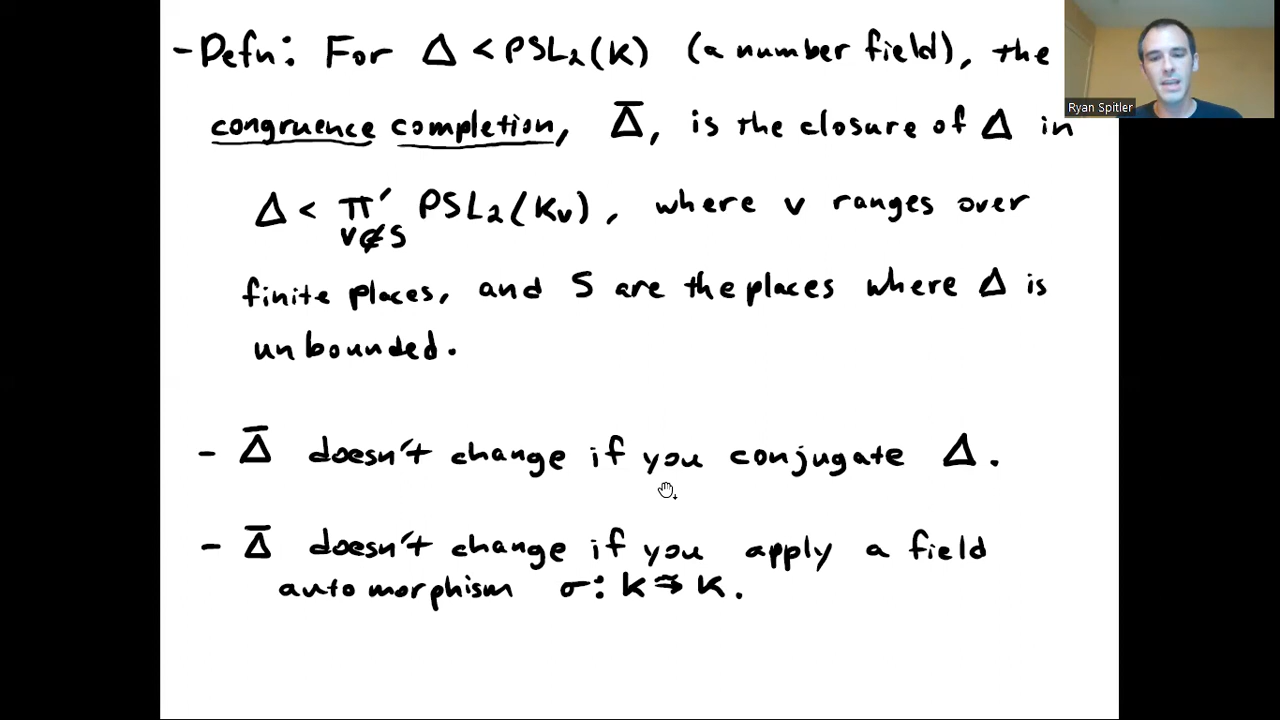 - Defn: For Δ < PSL₂(K) (a number field), the
congruence completion, Δ̅, is the closure of Δ in
Δ < ∏′ PSL₂(Kᵥ), where v ranges over
v∉S
finite places, and S are the places where Δ is
unbounded.
- Δ̅ doesn't change if you conjugate Δ.
- Δ̅ doesn't change if you apply a field
automorphism σ: K ⥲ K.
Ryan Spitler